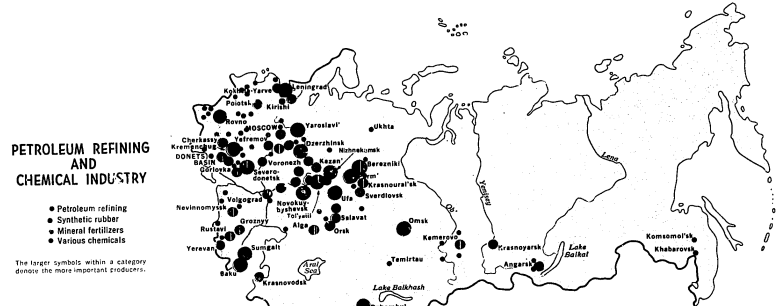 PETROLEUM REFINING
AND
CHEMICAL INDUSTRY
Petroleum refining
Synthetic rubber
Mineral fertilizers
Various chemicals
The larger symbols within a category
denote the more important producers.
Leningrad
Kirishi
Rovno
MOSCOW
Yaroslavl'
Ukhta
Cherkassy
Yefremov
Dzerzhinsk
Kremenchug
Nizhnekamsk
DONETS
BASIN
Voronezh
Kazan'
Berezniki
Gorlovka
Severo-
donetsk
Krasnoural'sk
Sverdlovsk
Volgograd
Novokuy-
byshevsk
Ufa
Nevinnomyssk
Tol'yatti
Salavat
Groznyy
Omsk
Rustavi
Alga
Orsk
Kemerovo
Yerevan
Sumgait
Krasnoyarsk
Baku
Aral
Sea
Temirtau
Angarsk
Lake
Baikal
Krasnovodsk
Lake Balkhash
Ob
Yenisey
Lena
Komsomol'sk
Khabarovsk